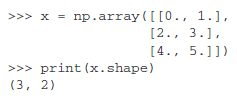 >>> x = np.array([[0., 1.],
[2., 3.],
[4., 5.]])
>>> print(x.shape)
(3, 2)